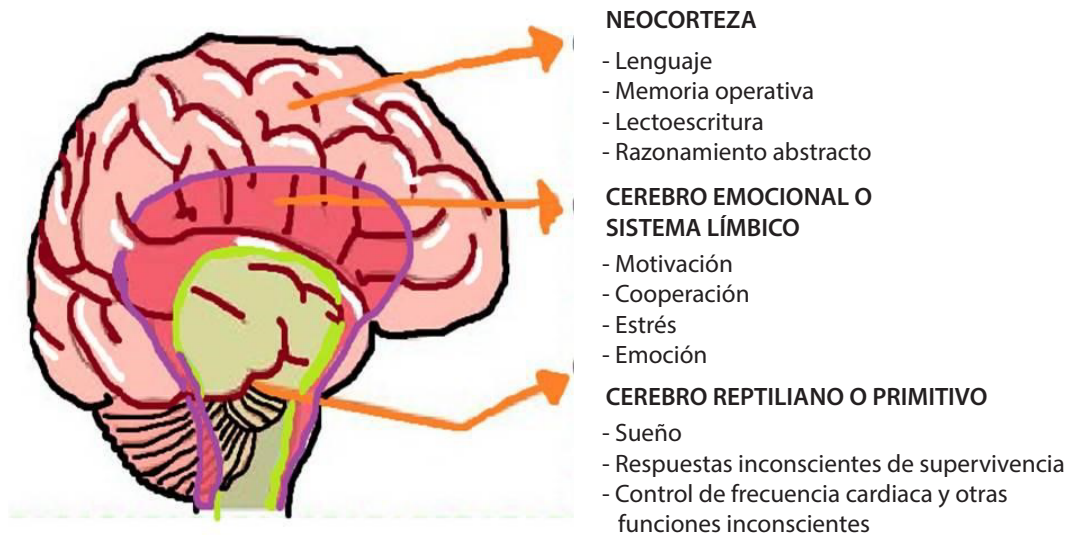 NEOCORTEZA
- Lenguaje
- Memoria operativa
- Lectoescritura
- Razonamiento abstracto
CEREBRO EMOCIONAL O
SISTEMA LÍMBICO
- Motivación
- Cooperación
- Estrés
- Emoción
CEREBRO REPTILIANO O PRIMITIVO
- Sueño
- Respuestas inconscientes de supervivencia
- Control de frecuencia cardiaca y otras
funciones inconscientes